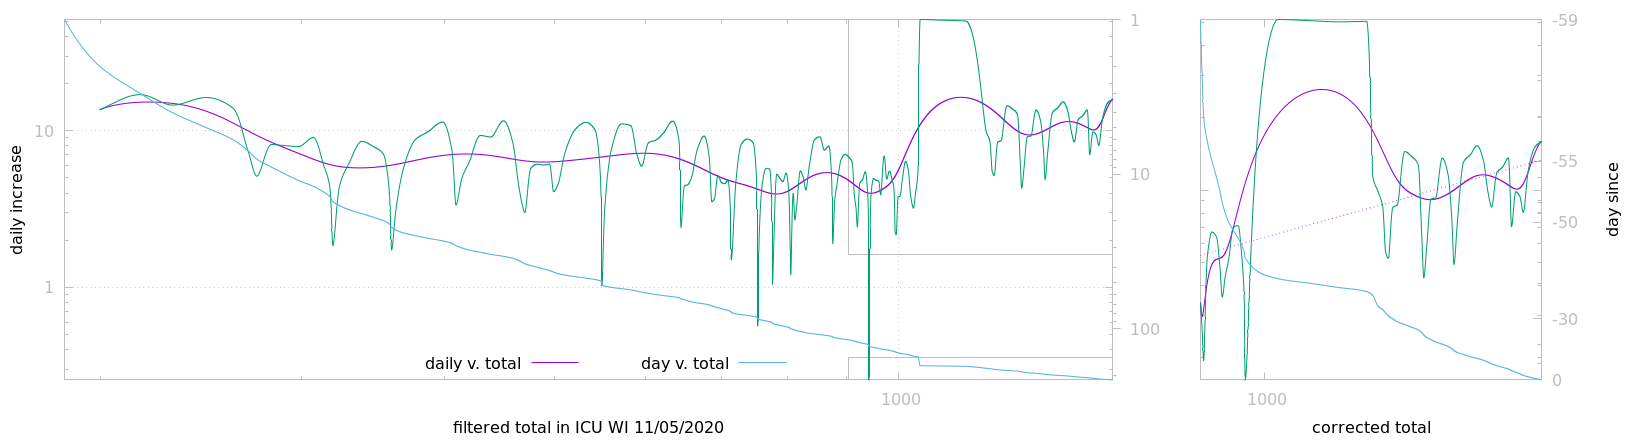 daily increase
10
1
daily v. total
day v. total
1
10
100
1000
filtered total in ICU WI 11/05/2020
-59
-55
-50
-30
0
day since
1000
corrected total